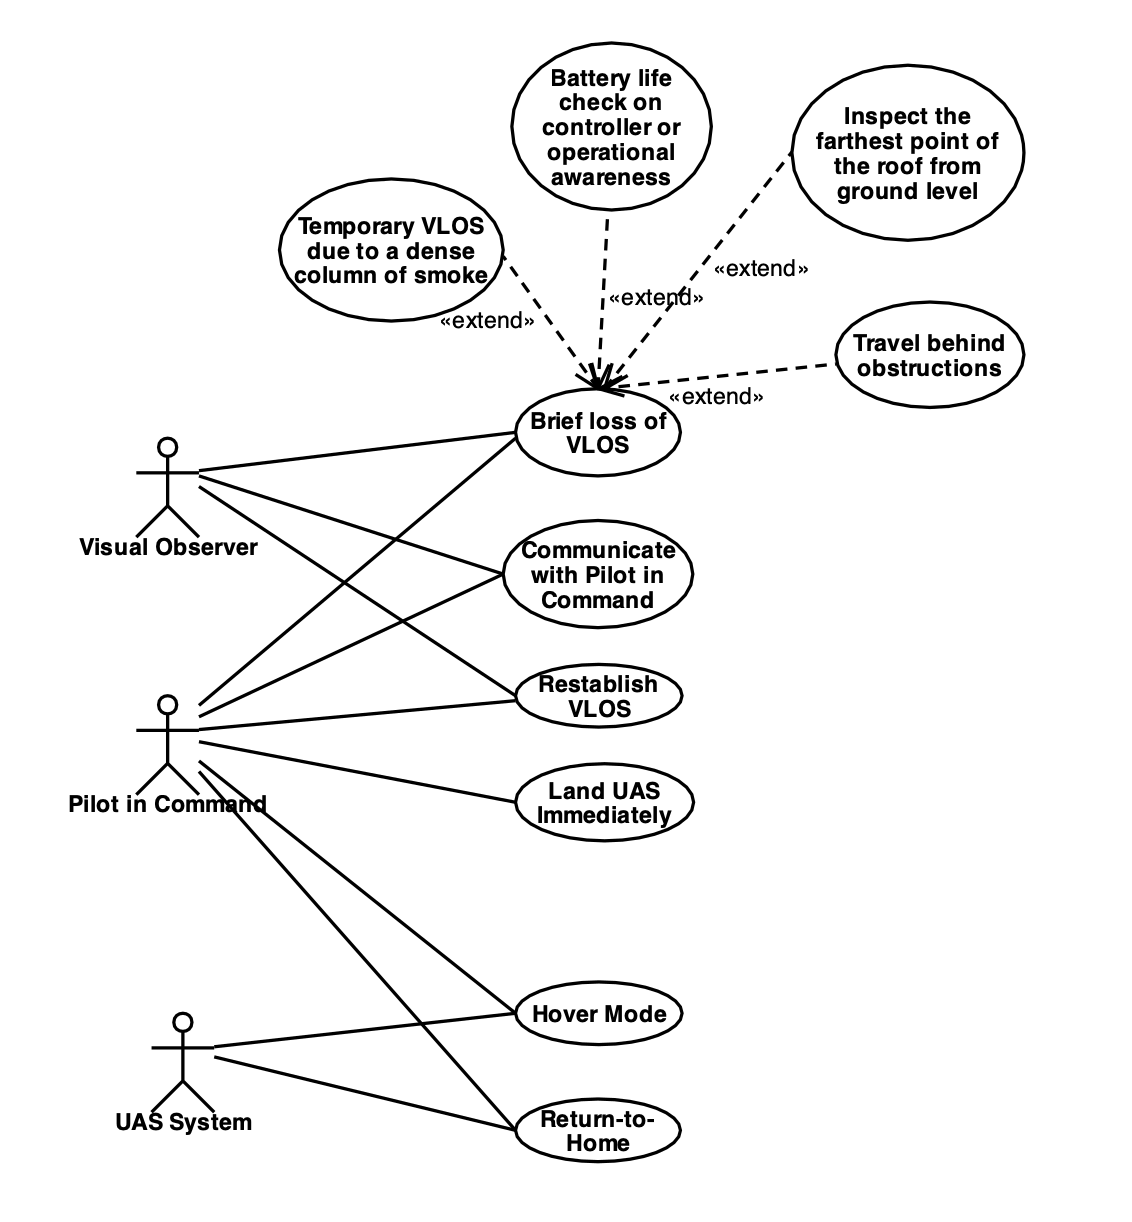 Battery life
check on
controller or
operational
awareness
Inspect the
farthest point of
the roof from
ground level
Temporary VLOS
due to a dense
column of smoke
«extend»
«extend»
«extend»
Travel behind
obstructions
«extend»
Brief loss of
VLOS
Visual Observer
Communicate
with Pilot in
Command
Restablish
VLOS
Pilot in Command
Land UAS
Immediately
Hover Mode
UAS System
Return-to-
Home